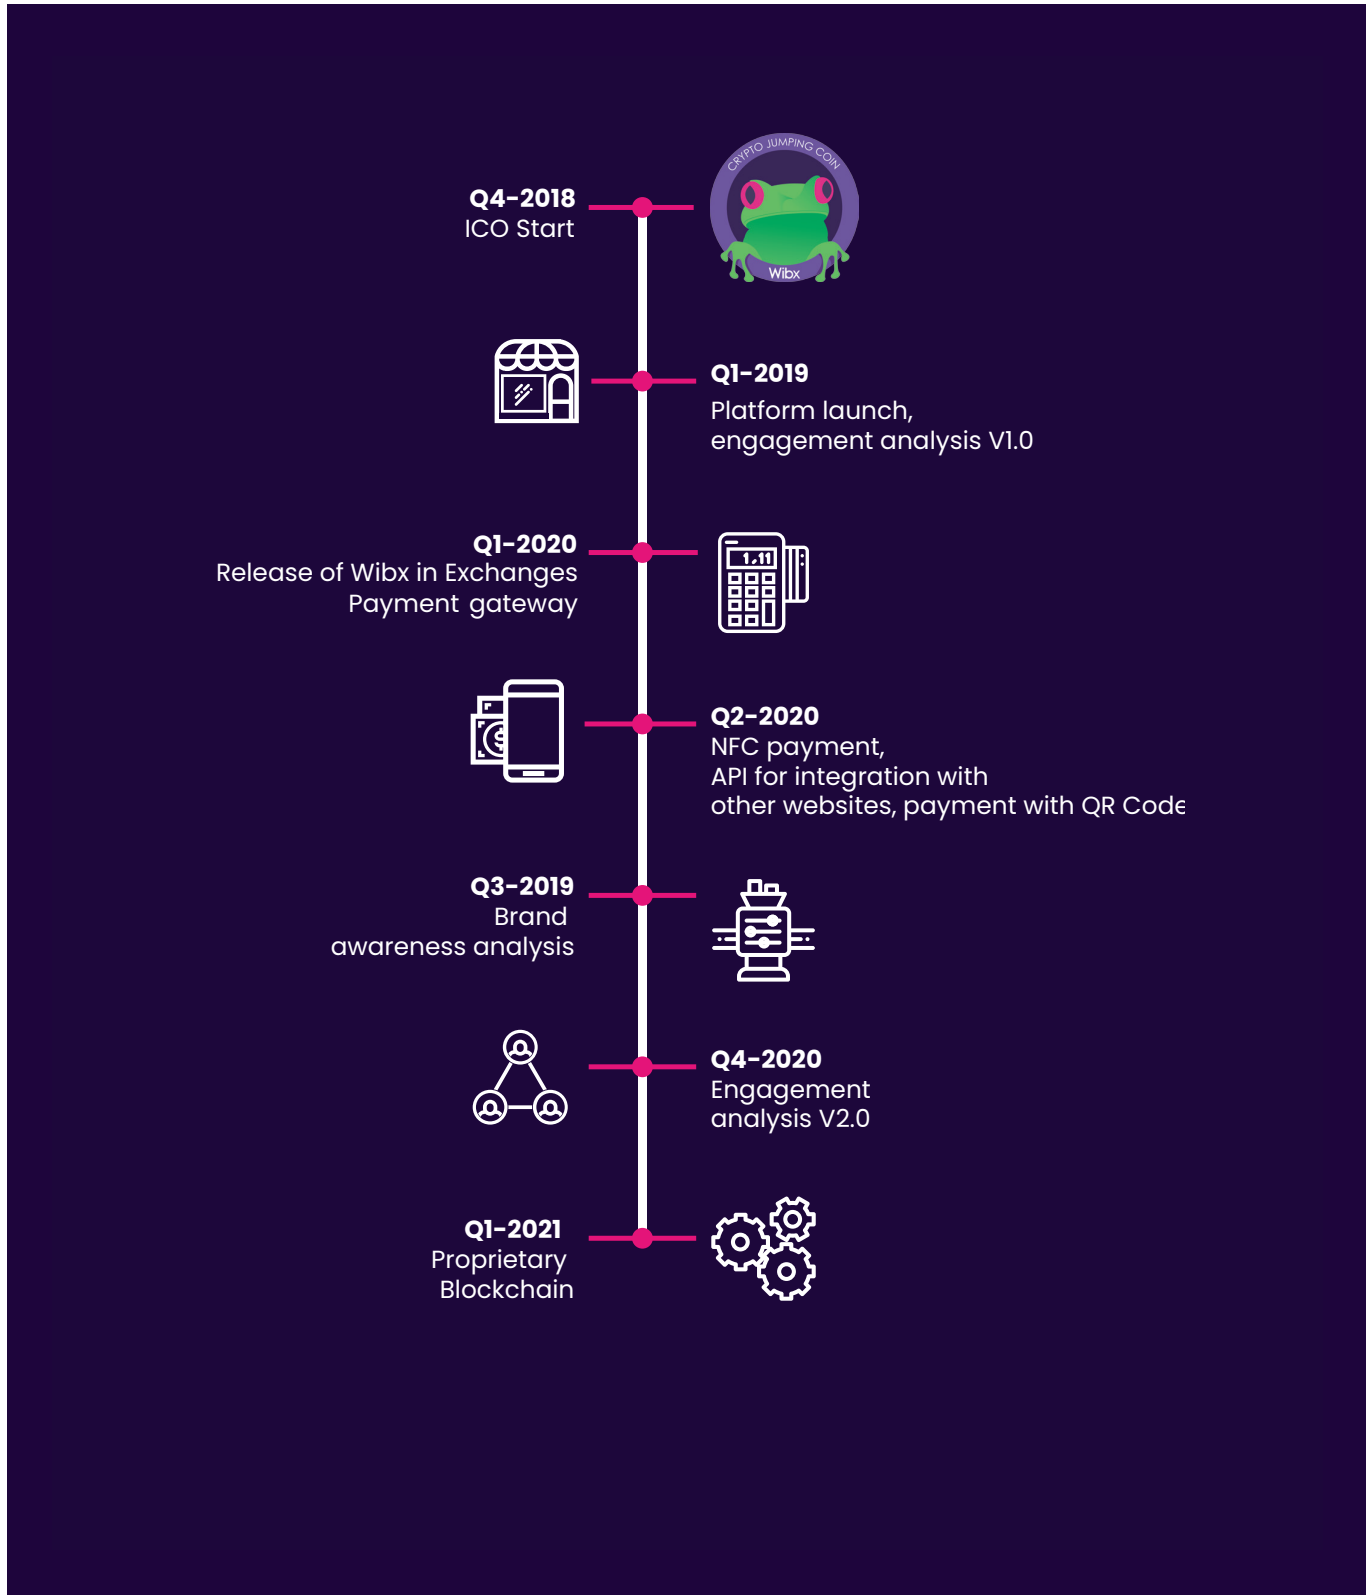 CRYPTO JUMPING COIN
Wibx
Q4-2018
ICO Start
Q1-2019
Platform launch,
engagement analysis V1.0
Q1-2020
Release of Wibx in Exchanges
Payment gateway
1.11
Q2-2020
NFC payment,
API for integration with
other websites, payment with QR Code
Q3-2019
Brand
awareness analysis
Q4-2020
Engagement
analysis V2.0
Q1-2021
Proprietary
Blockchain